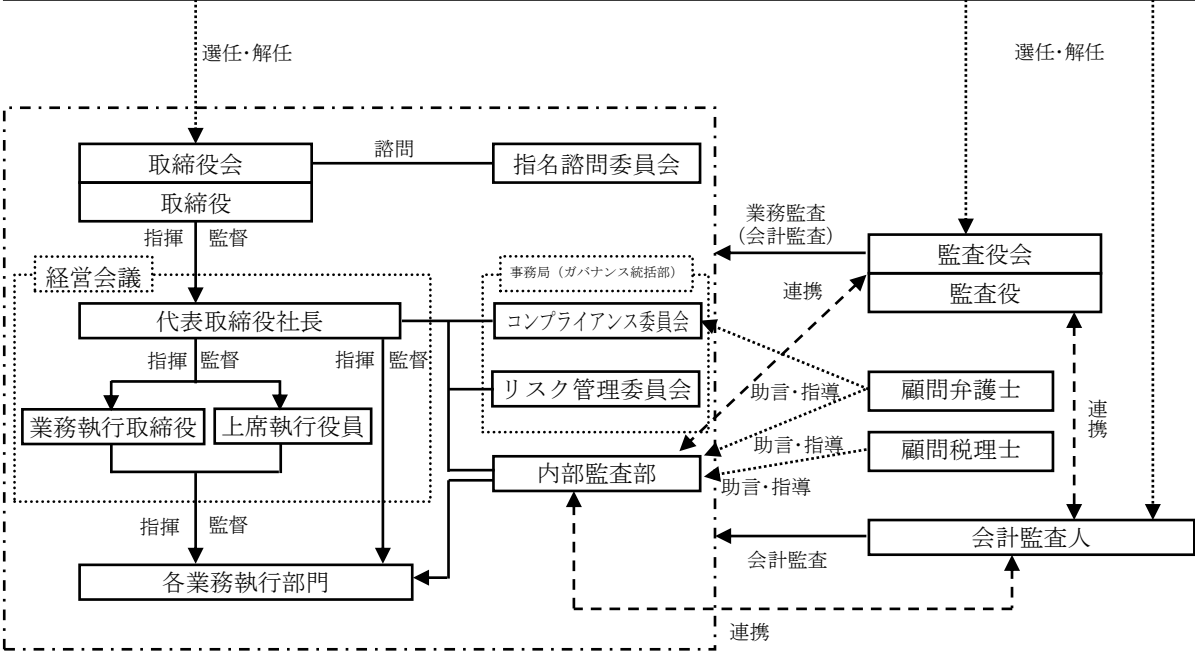 選任・解任
選任・解任
取締役会
諮問
指名諮問委員会
取締役
指揮 監督
業務監査
(会計監査)
監査役会
監査役
経営会議
事務局（ガバナンス統括部）
連携
代表取締役社長
コンプライアンス委員会
指揮 監督
指揮 監督
リスク管理委員会
助言・指導
顧問弁護士
連携
業務執行取締役
上席執行役員
助言・指導
顧問税理士
内部監査部
助言・指導
指揮 監督
会計監査人
会計監査
各業務執行部門
連携